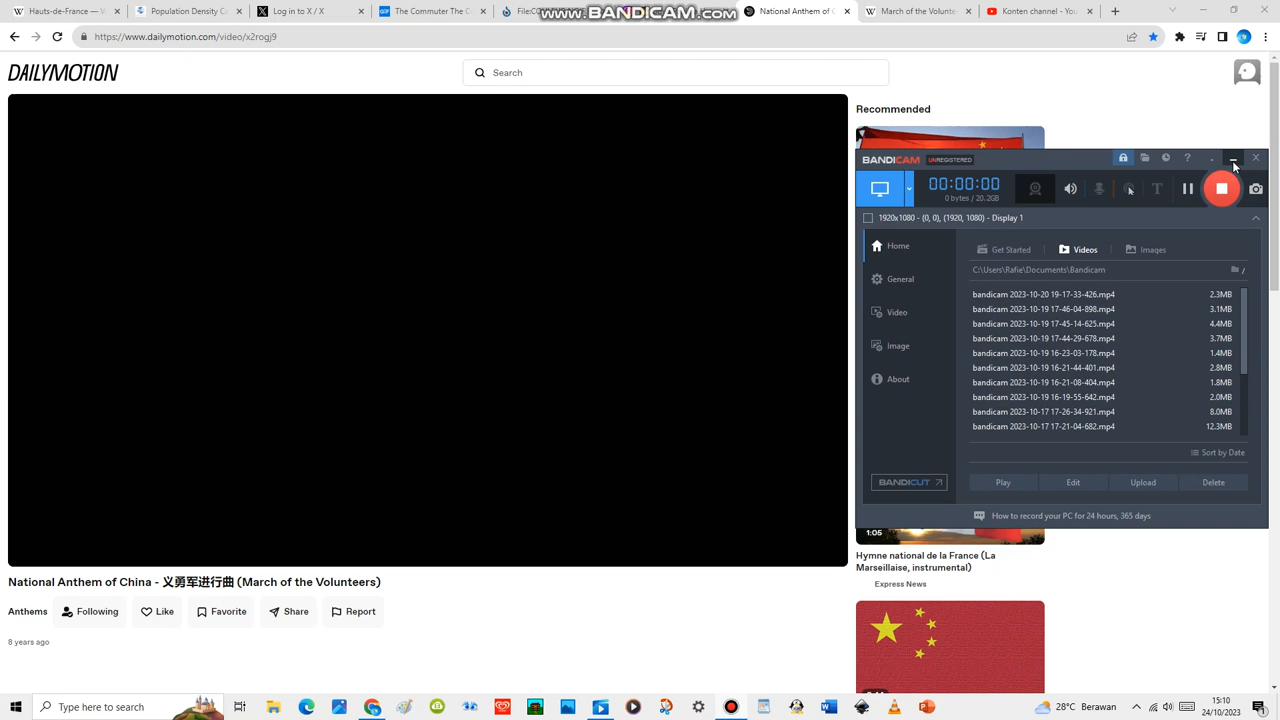 Hauts-de-France – W
Population Density Ca
Log in to X / X
The Commuter The C
FileCO
National Anthem of C
March of the Voluntee
Konten channel - You
www.BANDICAM.com
https://www.dailymotion.com/video/x2rogj9
DAILYMOTION
Search
Recommended
BANDICAM UNREGISTERED
00:00:00
0 bytes / 20.2GB
1920x1080 - (0, 0), (1920, 1080) - Display 1
Home
General
Video
Image
About
BANDICUT
Get Started
Videos
Images
C:\Users\Rafie\Documents\Bandicam
bandicam 2023-10-20 19-17-33-426.mp4 2.3MB
bandicam 2023-10-19 17-46-04-898.mp4 3.1MB
bandicam 2023-10-19 17-45-14-625.mp4 4.4MB
bandicam 2023-10-19 17-44-29-678.mp4 3.7MB
bandicam 2023-10-19 16-23-03-178.mp4 1.4MB
bandicam 2023-10-19 16-21-44-401.mp4 2.8MB
bandicam 2023-10-19 16-21-08-404.mp4 1.8MB
bandicam 2023-10-19 16-19-55-642.mp4 2.0MB
bandicam 2023-10-17 17-26-34-921.mp4 8.0MB
bandicam 2023-10-17 17-21-04-682.mp4 12.3MB
Sort by Date
Play Edit Upload Delete
How to record your PC for 24 hours, 365 days
1:05
Hymne national de la France (La
Marseillaise, instrumental)
Express News
National Anthem of China - 义勇军进行曲 (March of the Volunteers)
Anthems Following Like Favorite Share Report
8 years ago
Type here to search
28°C Berawan
15:10
24/10/2023